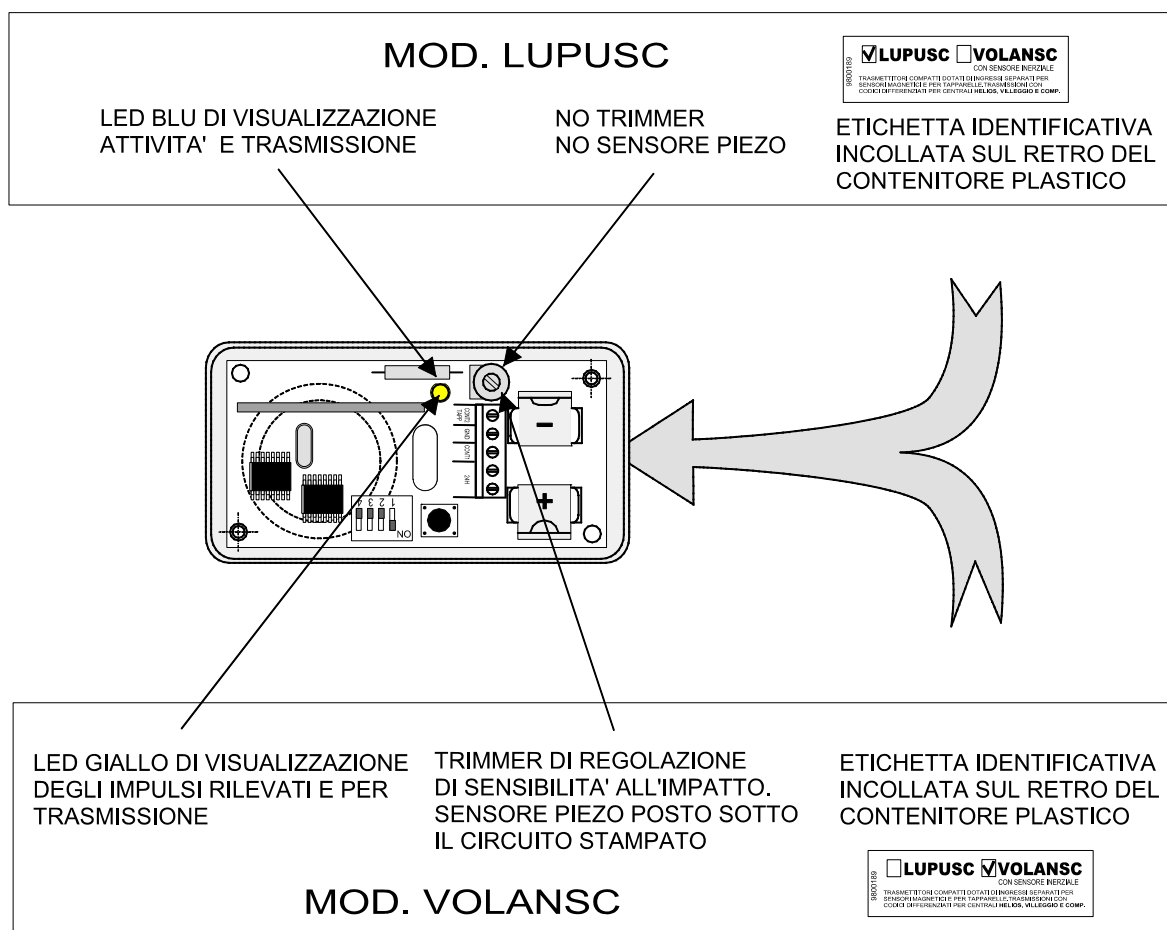 MOD. LUPUSC
LUPUSC VOLANSC
CON SENSORE INERZIALE
9800189
TRASMETTITORI COMPATTI DOTATI DI INGRESSI SEPARATI PER
SENSORI MAGNETICI E PER TAPPARELLE. TRASMISSIONI CON
CODICI DIFFERENZIATI PER CENTRALI HELIOS, VILLEGGIO E COMP.
LED BLU DI VISUALIZZAZIONE
ATTIVITA' E TRASMISSIONE
NO TRIMMER
NO SENSORE PIEZO
ETICHETTA IDENTIFICATIVA
INCOLLATA SUL RETRO DEL
CONTENITORE PLASTICO
CONT2
TAPP
GND
CONT1
24H
-
+
1 2 3 4
ON
LED GIALLO DI VISUALIZZAZIONE
DEGLI IMPULSI RILEVATI E PER
TRASMISSIONE
TRIMMER DI REGOLAZIONE
DI SENSIBILITA' ALL'IMPATTO.
SENSORE PIEZO POSTO SOTTO
IL CIRCUITO STAMPATO
ETICHETTA IDENTIFICATIVA
INCOLLATA SUL RETRO DEL
CONTENITORE PLASTICO
LUPUSC VOLANSC
CON SENSORE INERZIALE
9800189
TRASMETTITORI COMPATTI DOTATI DI INGRESSI SEPARATI PER
SENSORI MAGNETICI E PER TAPPARELLE. TRASMISSIONI CON
CODICI DIFFERENZIATI PER CENTRALI HELIOS, VILLEGGIO E COMP.
MOD. VOLANSC